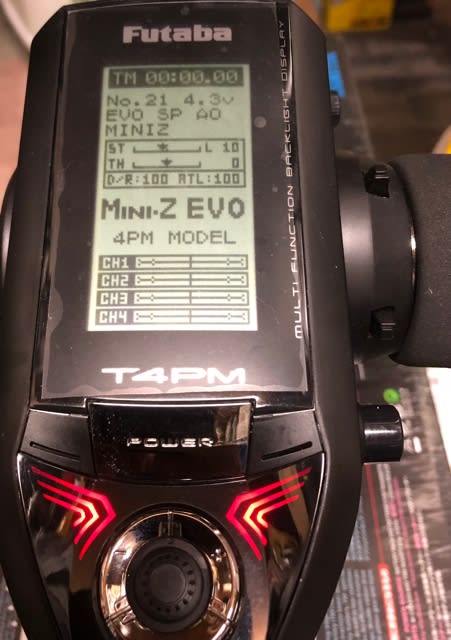 Futaba
TM 00:00.00
No.21 4.3v
EVO SP AO
MINIZ
ST L 10
TH 0
D/R:100 ATL:100
MINI-Z EVO
4PM MODEL
CH1
CH2
CH3
CH4
MULTI FUNCTION BACKLIGHT DISPLAY
T4PM
POWER